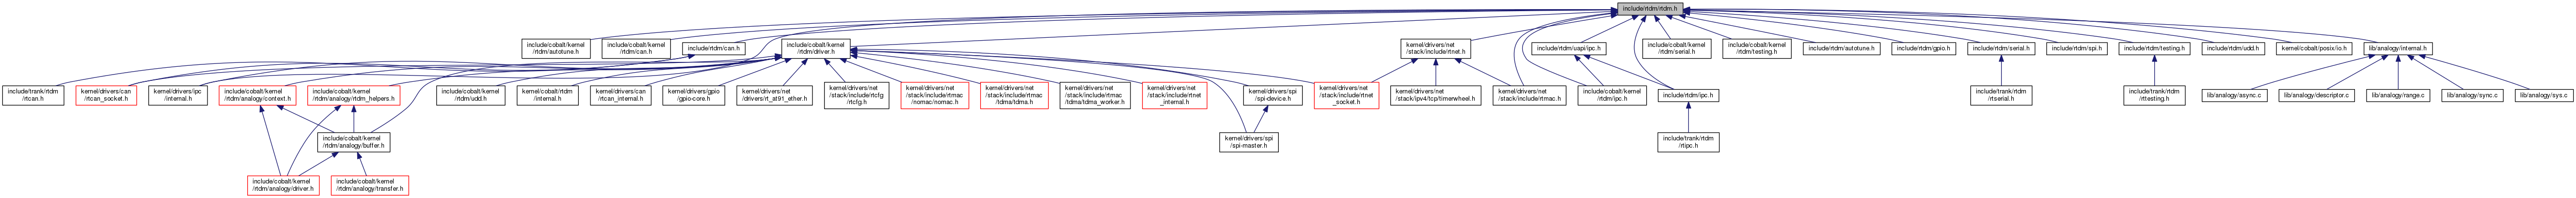 include/rtdm/rtdm.h
include/cobalt/kernel
/rtdm/autotune.h
include/cobalt/kernel
/rtdm/can.h
include/rtdm/can.h
include/cobalt/kernel
/rtdm/driver.h
kernel/drivers/net
/stack/include/rtnet.h
include/rtdm/uapi/ipc.h
include/cobalt/kernel
/rtdm/serial.h
include/cobalt/kernel
/rtdm/testing.h
include/rtdm/autotune.h
include/rtdm/gpio.h
include/rtdm/serial.h
include/rtdm/spi.h
include/rtdm/testing.h
include/rtdm/udd.h
kernel/cobalt/posix/io.h
lib/analogy/internal.h
include/trank/rtdm
/rtcan.h
kernel/drivers/can
/rtcan_socket.h
kernel/drivers/ipc
/internal.h
include/cobalt/kernel
/rtdm/analogy/context.h
include/cobalt/kernel
/rtdm/analogy/rtdm_helpers.h
include/cobalt/kernel
/rtdm/udd.h
kernel/cobalt/rtdm
/internal.h
kernel/drivers/can
/rtcan_internal.h
kernel/drivers/gpio
/gpio-core.h
kernel/drivers/net
/drivers/rt_at91_ether.h
kernel/drivers/net
/stack/include/rtcfg
/rtcfg.h
kernel/drivers/net
/stack/include/rtmac
/nomac/nomac.h
kernel/drivers/net
/stack/include/rtmac
/tdma/tdma.h
kernel/drivers/net
/stack/include/rtmac
/tdma/tdma_worker.h
kernel/drivers/net
/stack/include/rtnet
_internal.h
kernel/drivers/spi
/spi-device.h
kernel/drivers/net
/stack/include/rtnet
_socket.h
kernel/drivers/net
/stack/ipv4/tcp/timerwheel.h
kernel/drivers/net
/stack/include/rtmac.h
include/cobalt/kernel
/rtdm/ipc.h
include/rtdm/ipc.h
include/trank/rtdm
/rtserial.h
include/trank/rtdm
/rttesting.h
lib/analogy/async.c
lib/analogy/descriptor.c
lib/analogy/range.c
lib/analogy/sync.c
lib/analogy/sys.c
include/cobalt/kernel
/rtdm/analogy/buffer.h
kernel/drivers/spi
/spi-master.h
include/trank/rtdm
/rtipc.h
include/cobalt/kernel
/rtdm/analogy/driver.h
include/cobalt/kernel
/rtdm/analogy/transfer.h